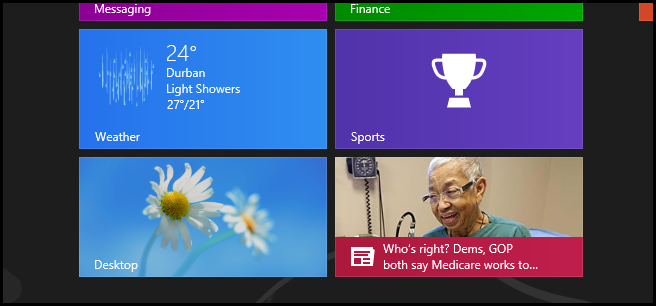 Messaging
Finance
24°
Durban
Light Showers
27°/21°
Weather
Sports
Desktop
Who's right? Dems, GOP
both say Medicare works to...